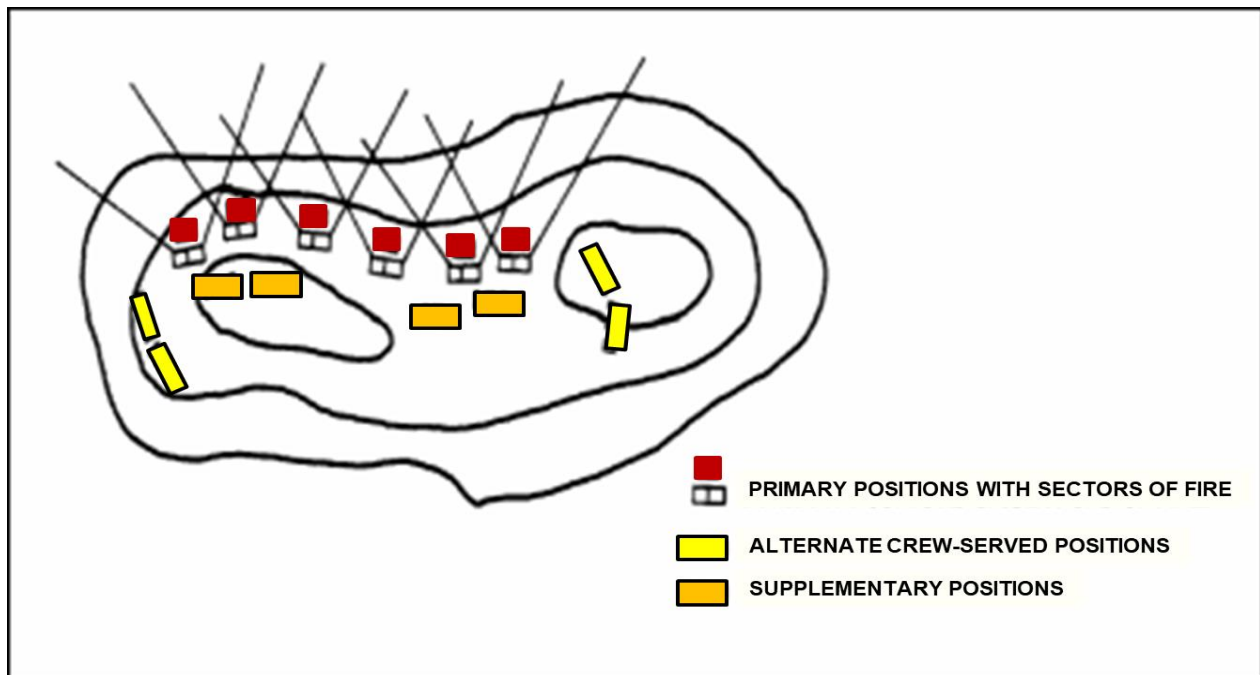 PRIMARY POSITIONS WITH SECTORS OF FIRE
ALTERNATE CREW-SERVED POSITIONS
SUPPLEMENTARY POSITIONS